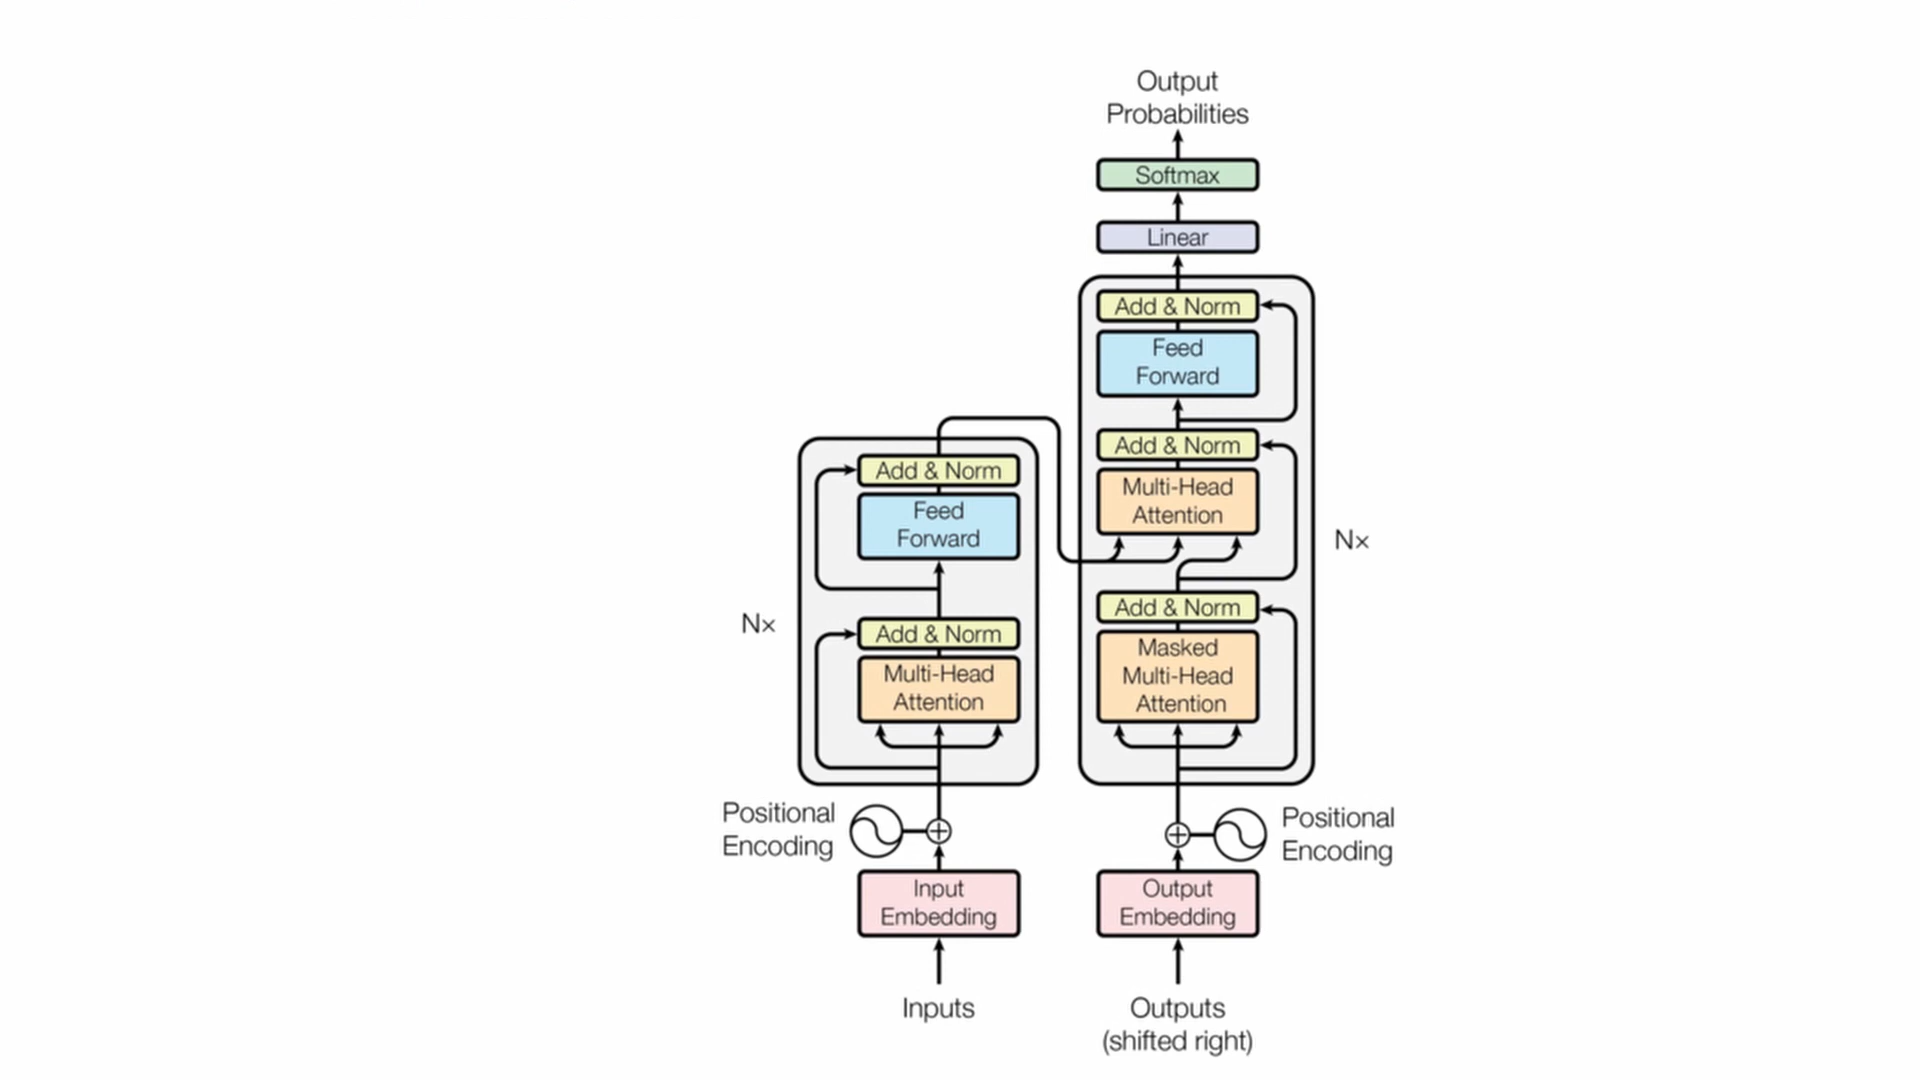 Output
Probabilities
Softmax
Linear
Add & Norm
Feed
Forward
Add & Norm
Multi-Head
Attention
Nx
Add & Norm
Masked
Multi-Head
Attention
Add & Norm
Feed
Forward
Nx
Add & Norm
Multi-Head
Attention
Positional
Encoding
Positional
Encoding
Input
Embedding
Output
Embedding
Inputs
Outputs
(shifted right)